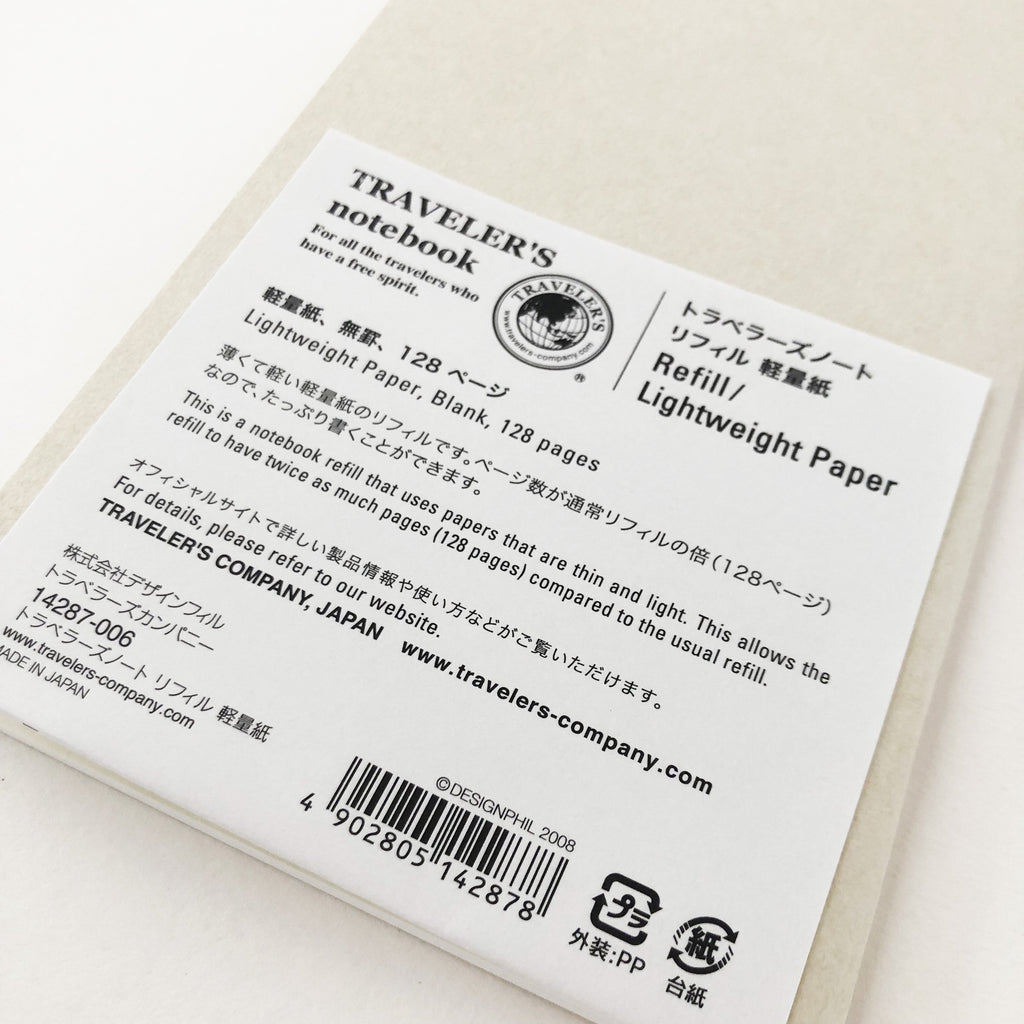 TRAVELER'S
notebook
For all the travelers who
have a free spirit.
TRAVELER'S
www.travelers-company.com
®
トラベラーズノート
リフィル 軽量紙
Refill/
Lightweight Paper
軽量紙、無罫、128 ページ
Lightweight Paper, Blank, 128 pages
薄くて軽い軽量紙のリフィルです。ページ数が通常リフィルの倍(128ページ)
なので、たっぷり書くことができます。
This is a notebook refill that uses papers that are thin and light. This allows the
refill to have twice as much pages (128 pages) compared to the usual refill.
オフィシャルサイトで詳しい製品情報や使い方などがご覧いただけます。
For details, please refer to our website.
TRAVELER'S COMPANY, JAPAN www.travelers-company.com
株式会社デザインフィル
トラベラーズカンパニー
14287-006
トラベラーズノート リフィル 軽量紙
www.travelers-company.com
MADE IN JAPAN
©DESIGNPHIL 2008
4 902805 142878
プラ
外装:PP
紙
台紙